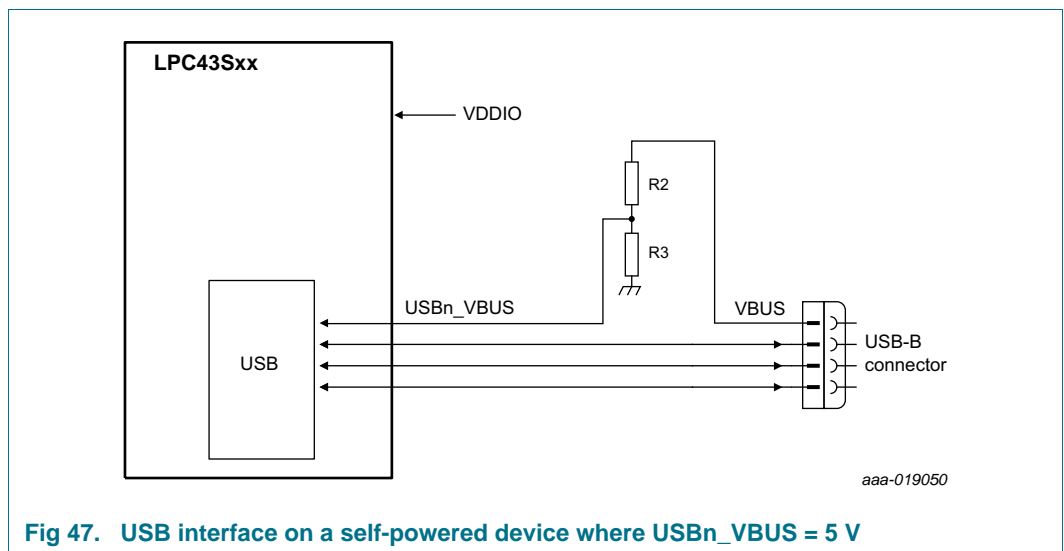 LPC43Sxx
VDDIO
R2
R3
USBn_VBUS
VBUS
USB
USB-B
connector
aaa-019050
Fig 47. USB interface on a self-powered device where USBn_VBUS = 5 V